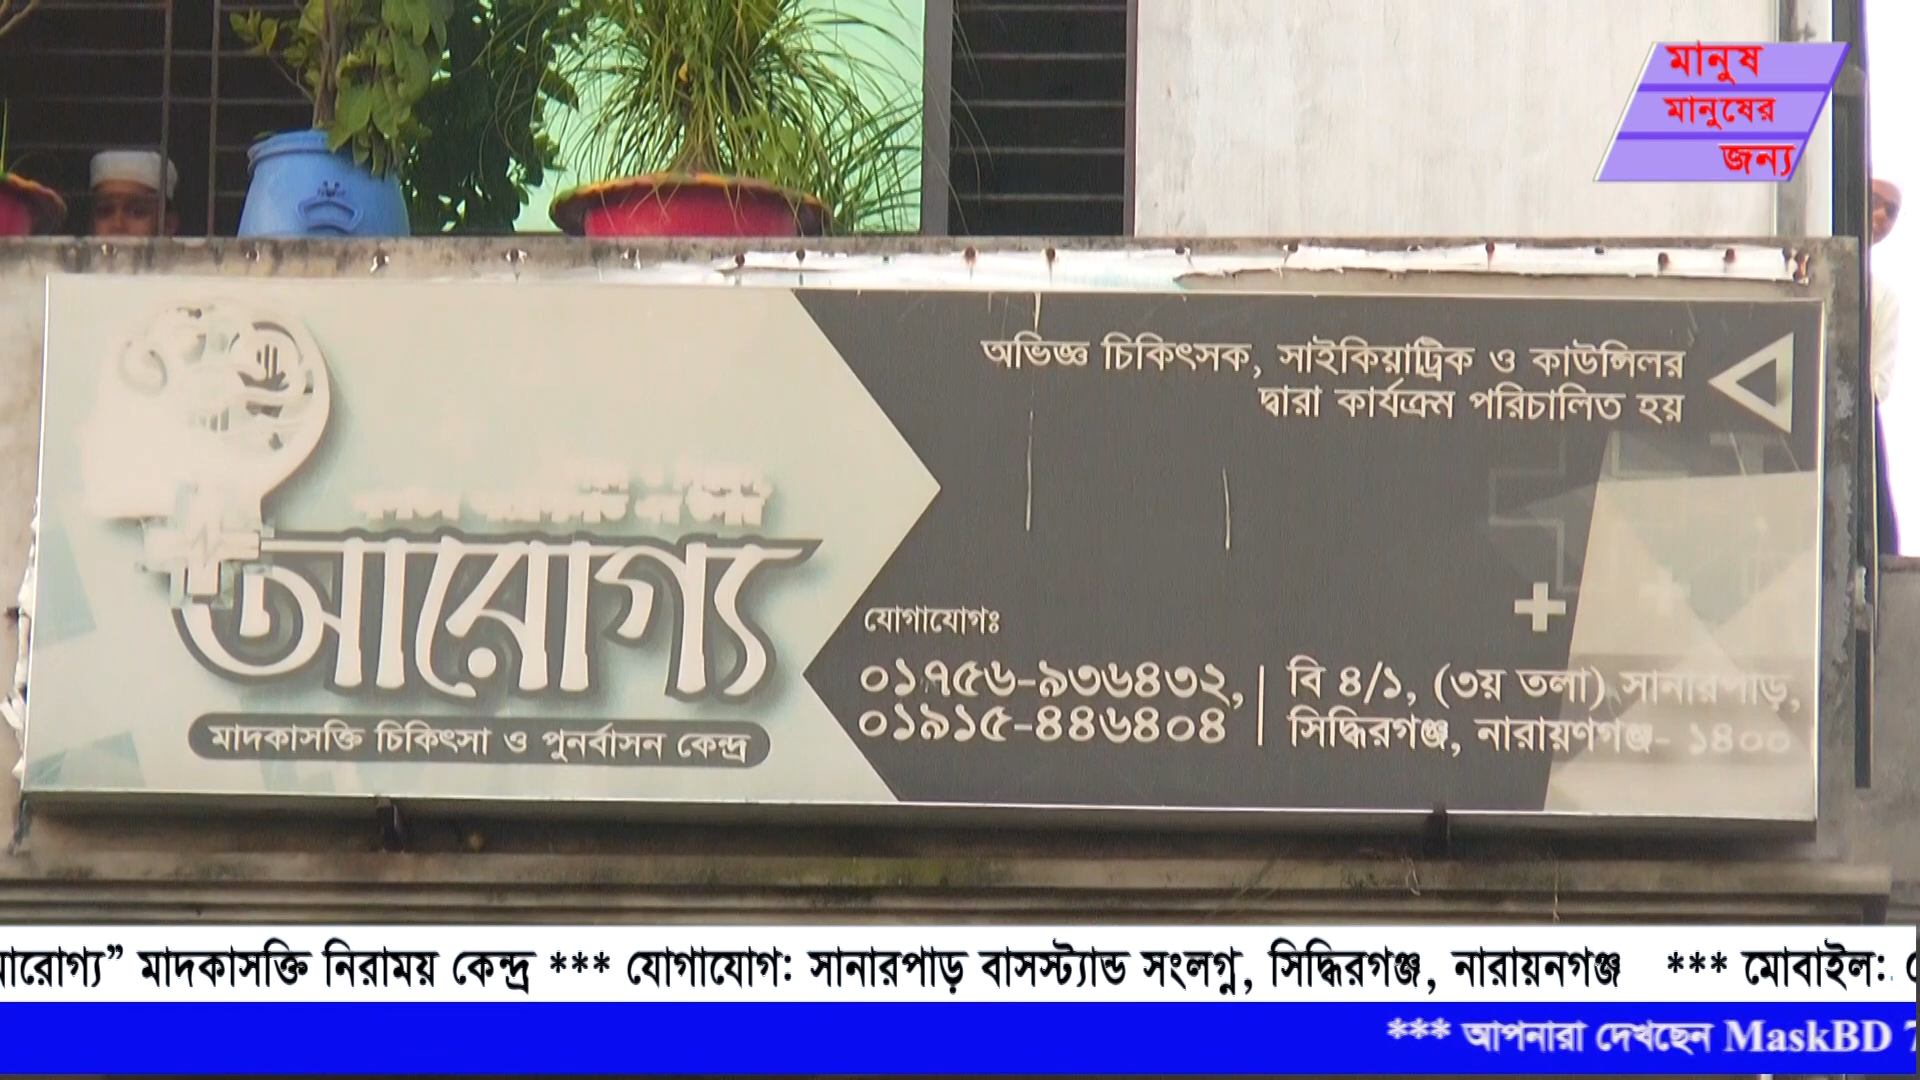 মানুষ
মানুষের
জন্য
অভিজ্ঞ চিকিৎসক, সাইকিয়াট্রিক ও কাউন্সিলর
দ্বারা কার্যক্রম পরিচালিত হয়
আরোগ্য
মাদকাসক্তি চিকিৎসা ও পুনর্বাসন কেন্দ্র
যোগাযোগঃ
০১৭৫৬-৯৩৬৪৩২,
০১৯১৫-৪৪৬৪০৪
বি ৪/১, (৩য় তলা) সানারপাড়,
সিদ্ধিরগঞ্জ, নারায়ণগঞ্জ- ১৪০০
আরোগ্য” মাদকাসক্তি নিরাময় কেন্দ্র *** যোগাযোগ: সানারপাড় বাসস্ট্যান্ড সংলগ্ন, সিদ্ধিরগঞ্জ, নারায়নগঞ্জ *** মোবাইল:
*** আপনারা দেখছেন MaskBD